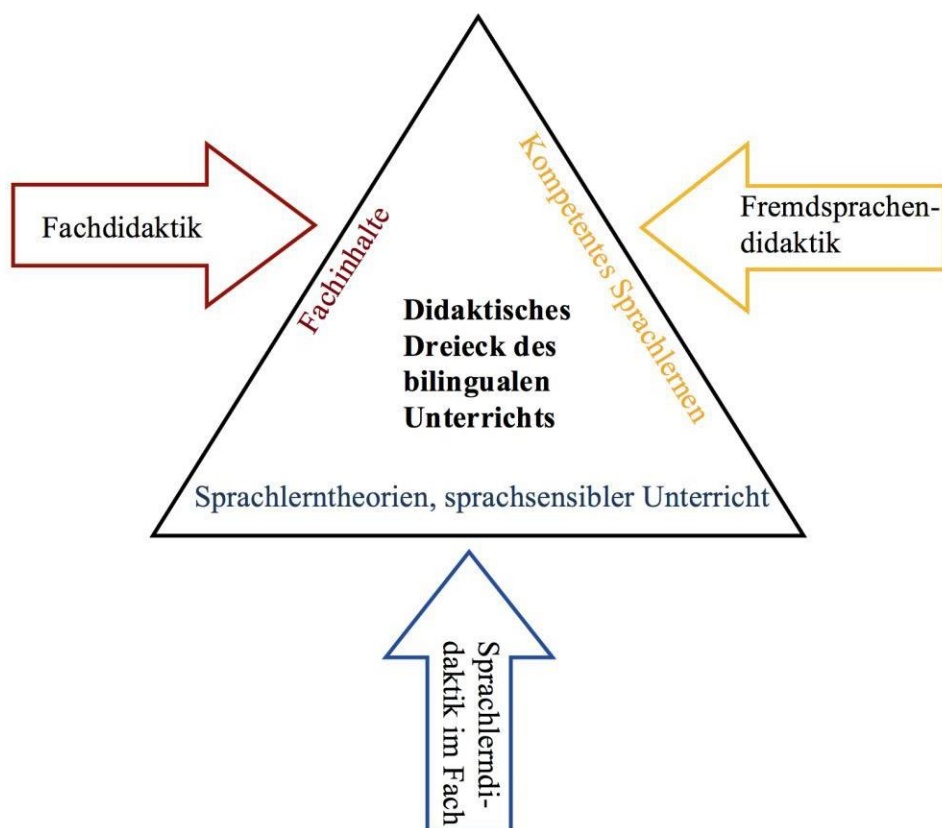 Fachdidaktik
Fachinhalte
Kompetentes Sprachlernen
Fremdsprachen-
didaktik
Didaktisches
Dreieck des
bilingualen
Unterrichts
Sprachlerntheorien, sprachsensibler Unterricht
Sprachlerndi-
daktik im Fach